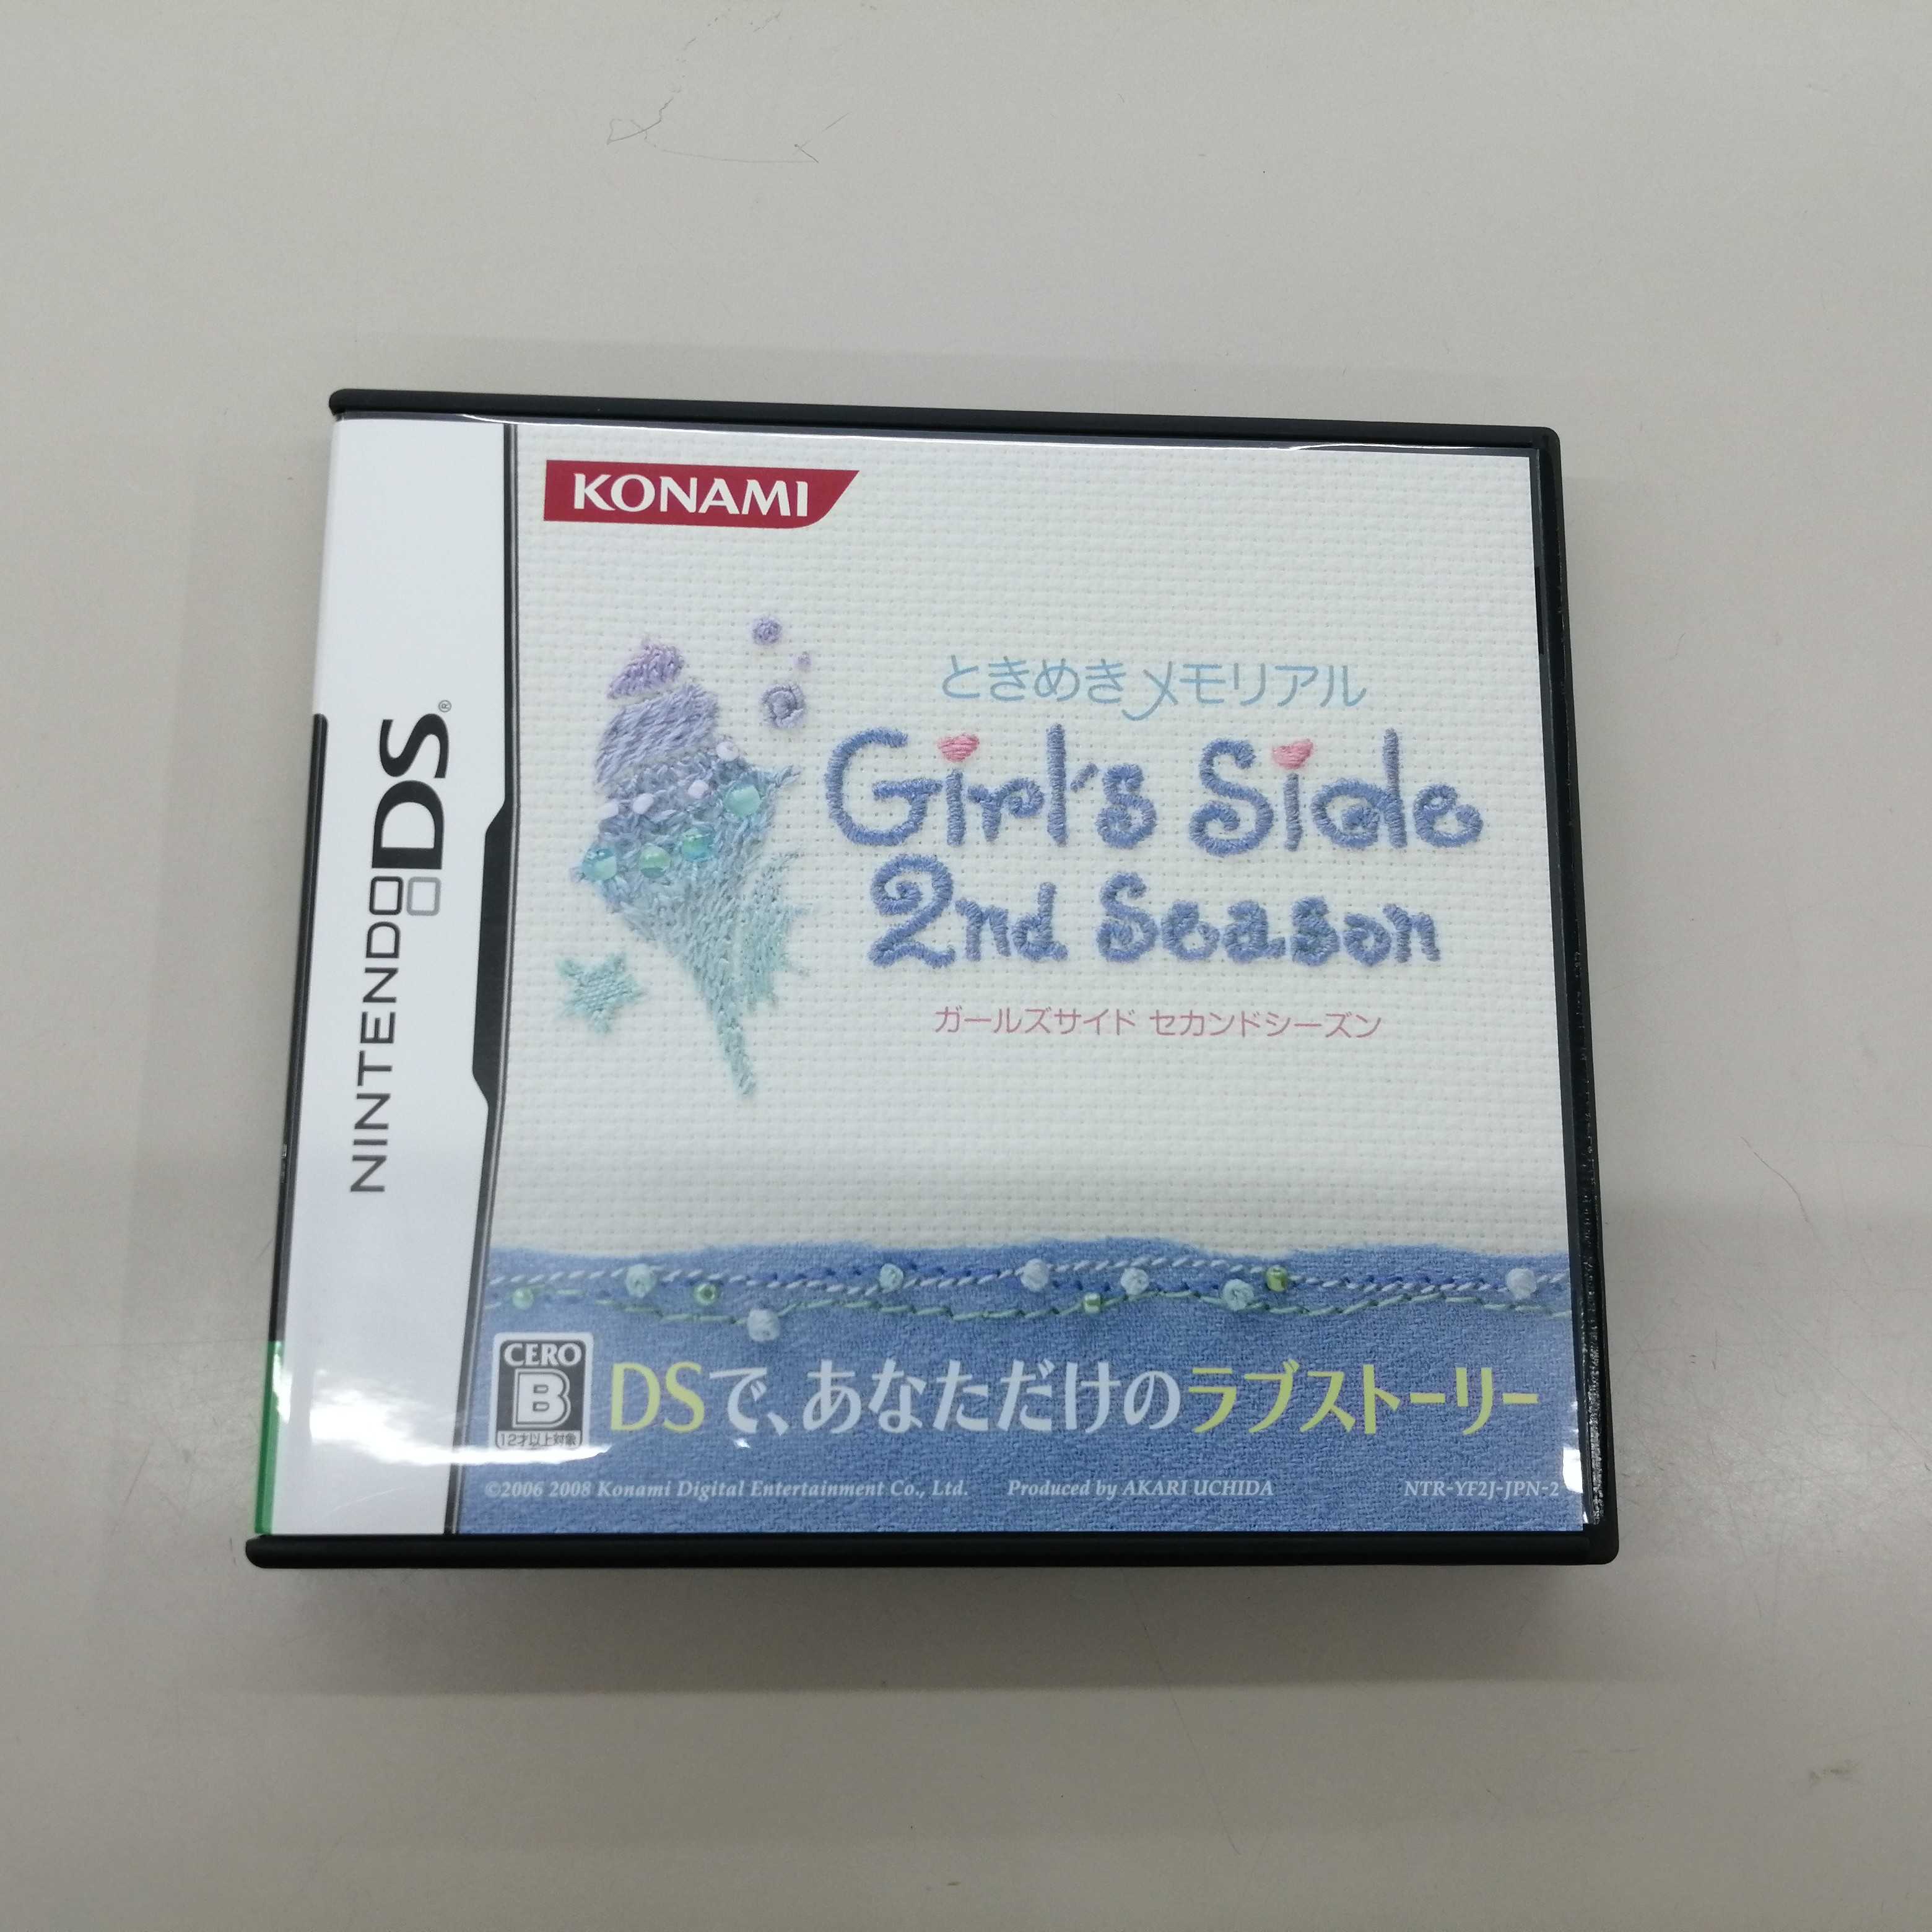 KONAMI
NINTENDO DS®
ときめきメモリアル
Girl's Side
2nd Season
ガールズサイド セカンドシーズン
CERO
B
12才以上対象
DSで、あなただけのラブストーリー
©2006 2008 Konami Digital Entertainment Co., Ltd. Produced by AKARI UCHIDA NTR-YF2J-JPN-2